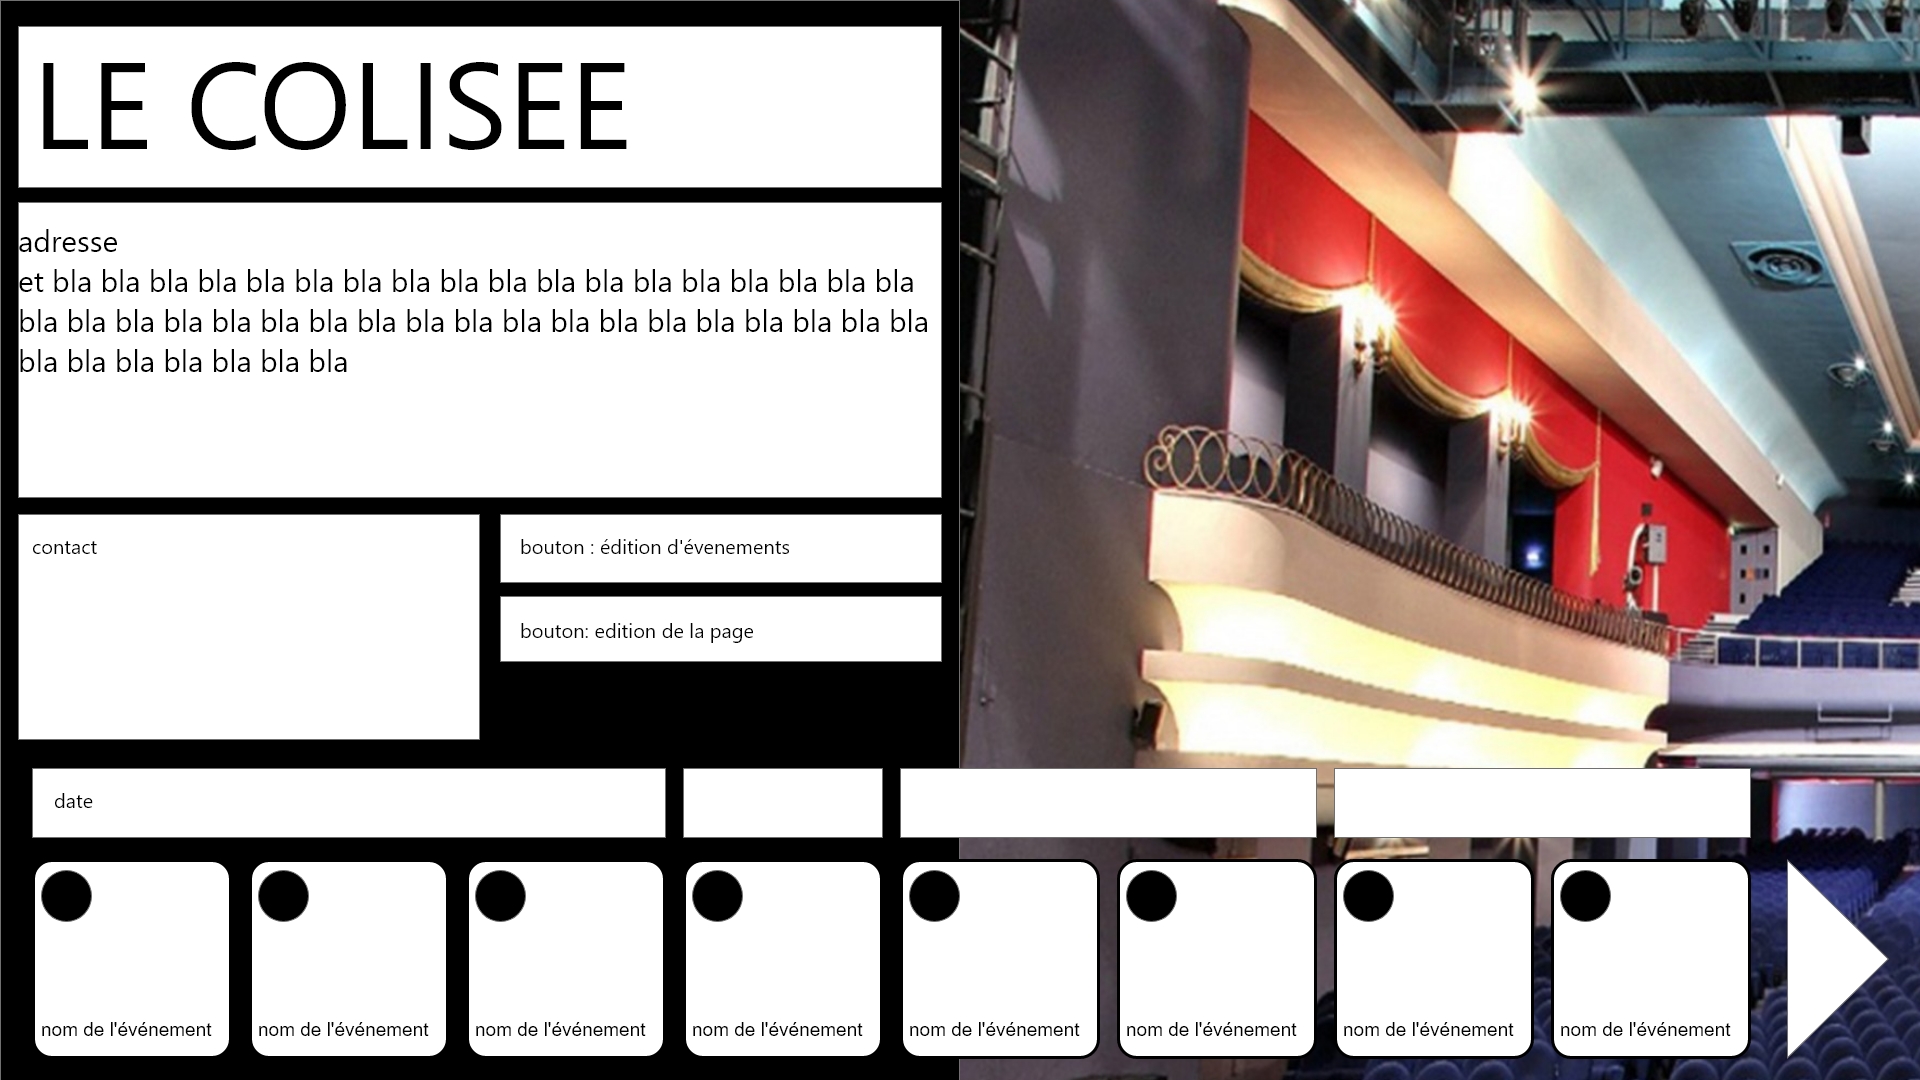 LE COLISEE
adresse
et bla bla bla bla bla bla bla bla bla bla bla bla bla bla bla bla bla bla
bla bla bla bla bla bla bla bla bla bla bla bla bla bla bla bla bla bla bla
bla bla bla bla bla bla bla
contact
bouton : édition d'évenements
bouton: edition de la page
date
nom de l'événement
nom de l'événement
nom de l'événement
nom de l'événement
nom de l'événement
nom de l'événement
nom de l'événement
nom de l'événement